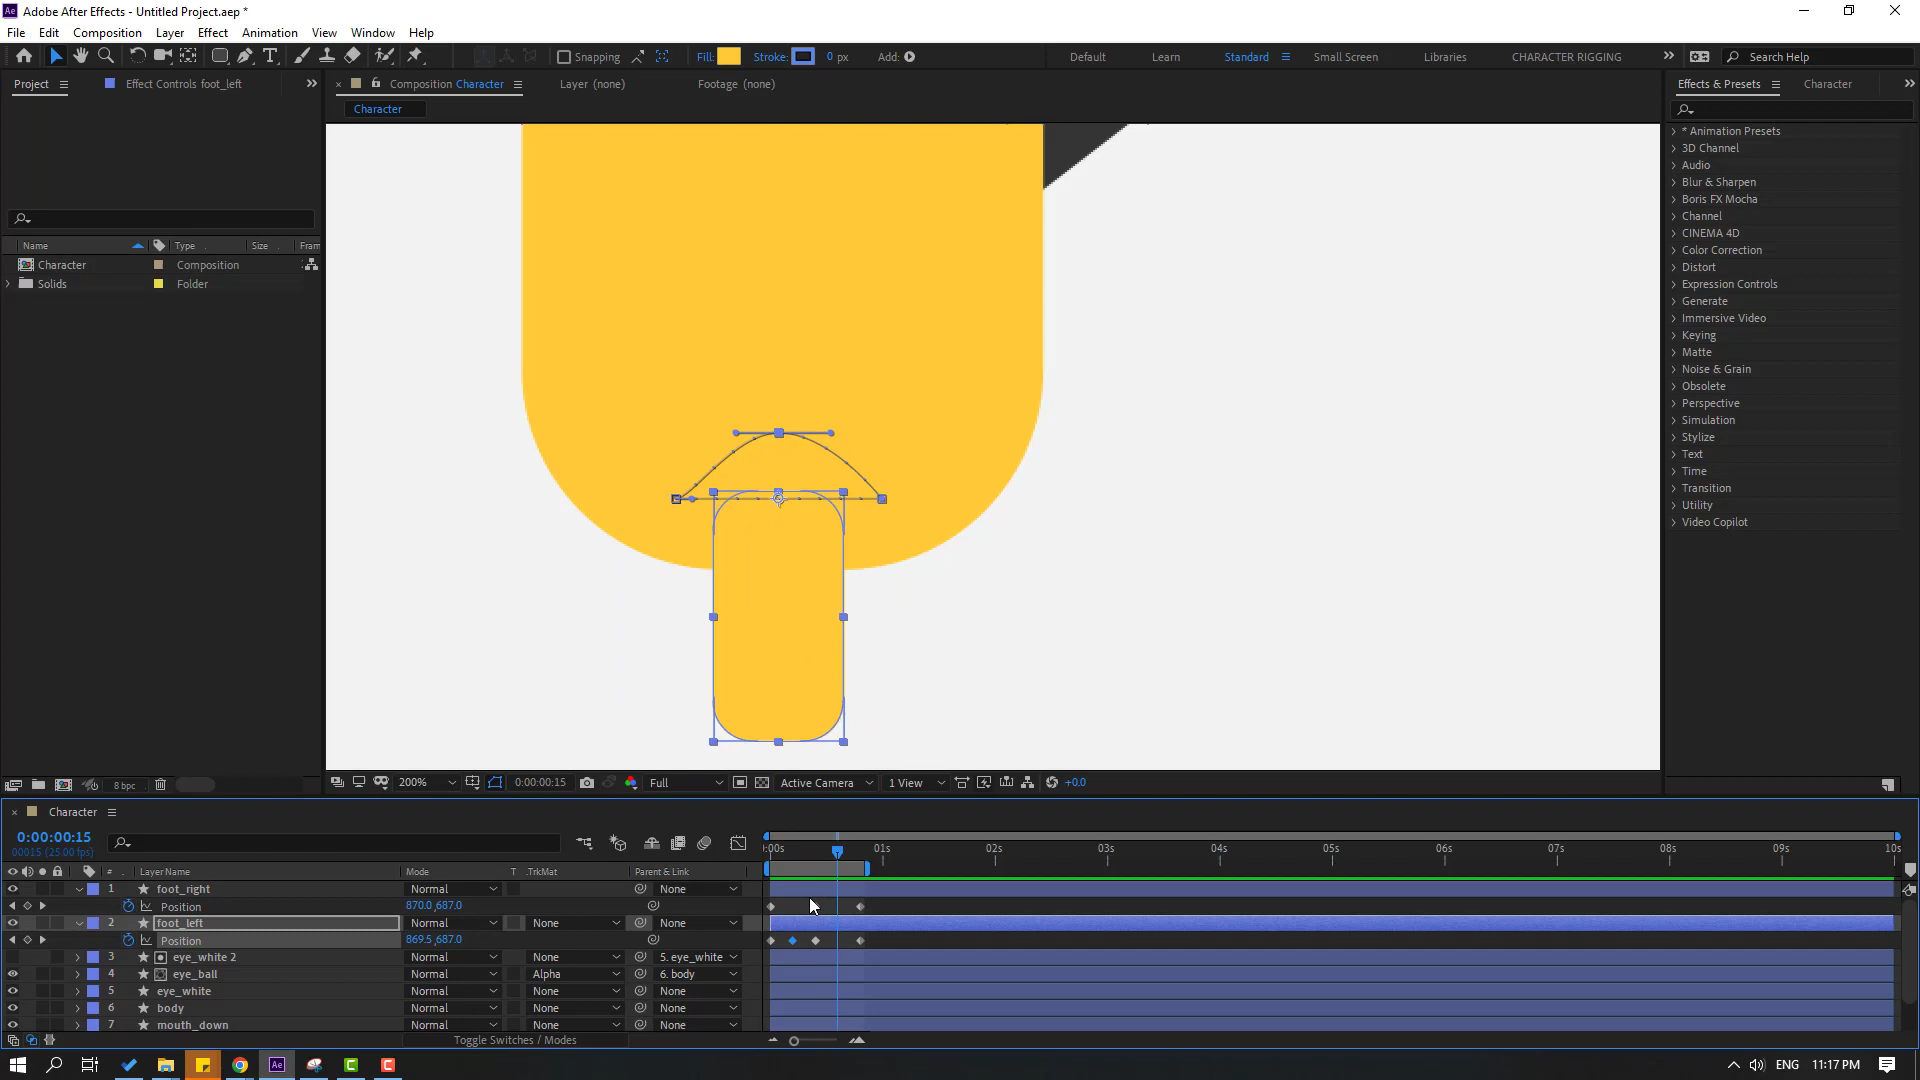 Adobe After Effects - Untitled Project.aep *
File Edit Composition Layer Effect Animation View Window Help
Snapping Fill: Stroke: 0 px Add: Default Learn Standard Small Screen Libraries CHARACTER RIGGING Search Help
Project Effect Controls foot_left Composition Character Layer (none) Footage (none) Effects & Presets Character
Character
Name Type Size Fram
Character Composition
Solids Folder
* Animation Presets
3D Channel
Audio
Blur & Sharpen
Boris FX Mocha
Channel
CINEMA 4D
Color Correction
Distort
Expression Controls
Generate
Immersive Video
Keying
Matte
Noise & Grain
Obsolete
Perspective
Simulation
Stylize
Text
Time
Transition
Utility
Video Copilot
8 bpc 200% 0:00:00:15 Full Active Camera 1 View +0.0
Character
0:00:00:15
00015 (25.00 fps)
:00s 01s 02s 03s 04s 05s 06s 07s 08s 09s 10s
# Layer Name Mode T TrkMat Parent & Link
1 foot_right Normal None
Position 870.0,687.0
2 foot_left Normal None None
Position 869.5,687.0
3 eye_white 2 Normal None 5. eye_white
4 eye_ball Normal Alpha 6. body
5 eye_white Normal None None
6 body Normal None None
7 mouth_down Normal None None
Toggle Switches / Modes
Ae ENG 11:17 PM